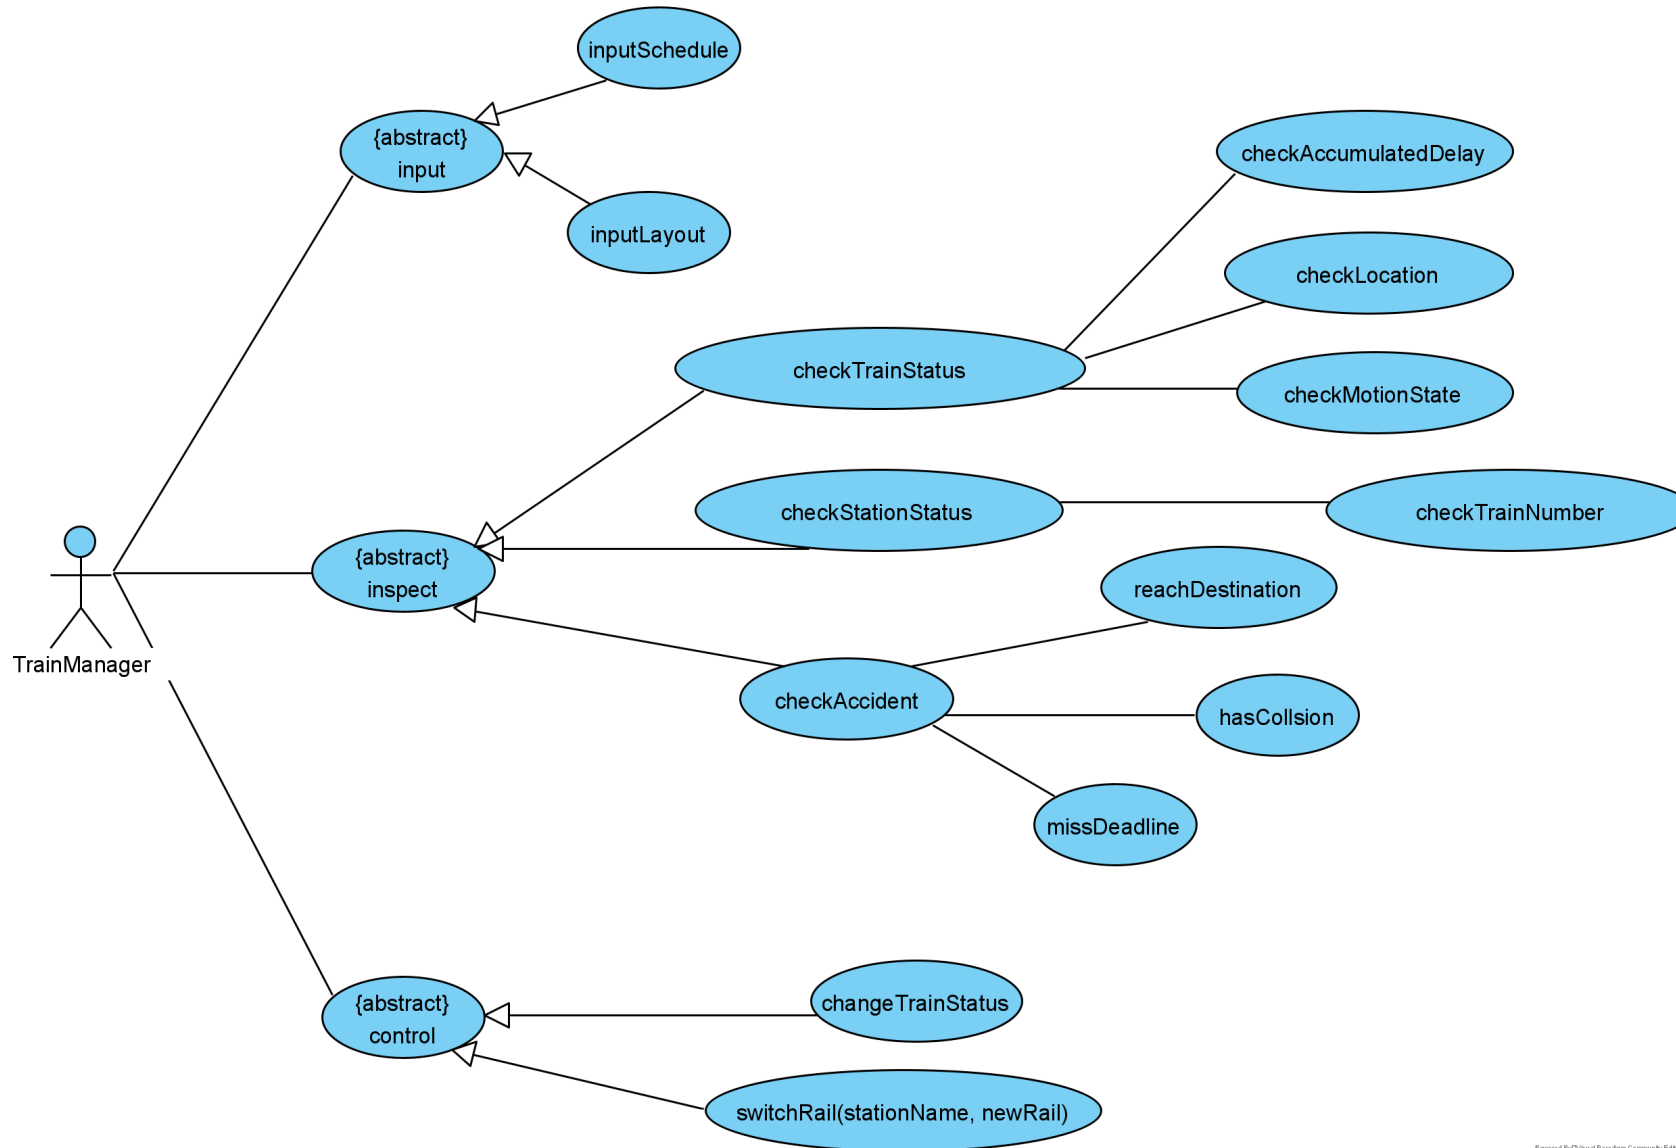 inputSchedule
{abstract}
input
checkAccumulatedDelay
inputLayout
checkLocation
checkTrainStatus
checkMotionState
checkStationStatus
checkTrainNumber
{abstract}
inspect
reachDestination
TrainManager
checkAccident
hasCollsion
missDeadline
{abstract}
control
changeTrainStatus
switchRail(stationName, newRail)